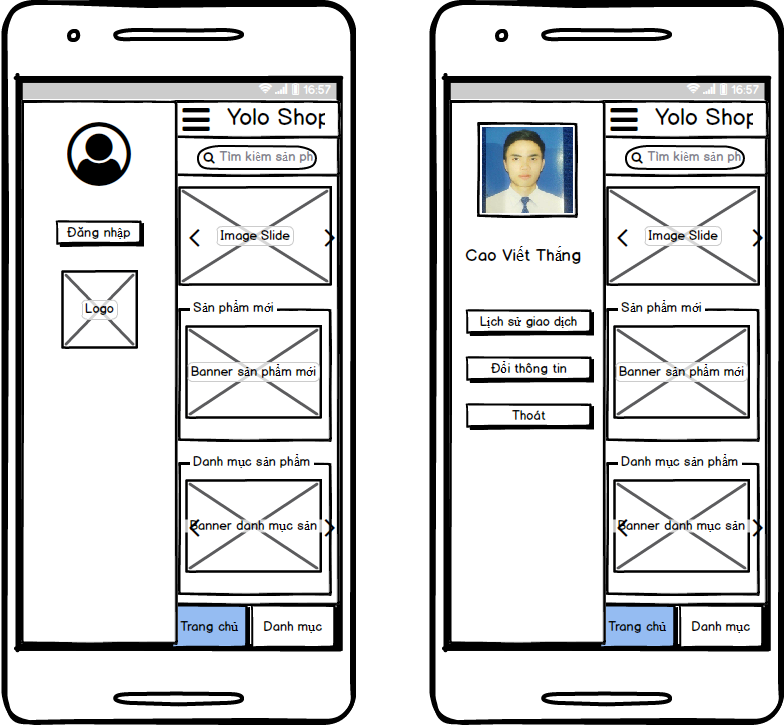 16:57
Yolo Shop
Tìm kiếm sản ph
Đăng nhập
Logo
Image Slide
Sản phẩm mới
Banner sản phẩm mới
Danh mục sản phẩm
Banner danh mục sản
Trang chủ
Danh mục
16:57
Yolo Shop
Tìm kiếm sản ph
Cao Viết Thắng
Lịch sử giao dịch
Đổi thông tin
Thoát
Image Slide
Sản phẩm mới
Banner sản phẩm mới
Danh mục sản phẩm
Banner danh mục sản
Trang chủ
Danh mục